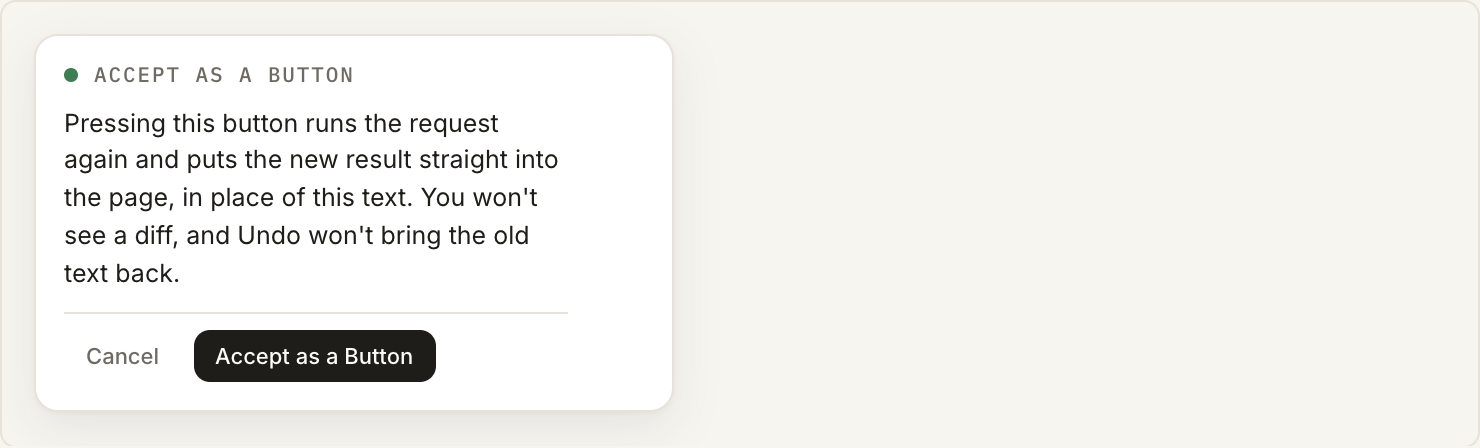 ACCEPT AS A BUTTON
Pressing this button runs the request
again and puts the new result straight into
the page, in place of this text. You won't
see a diff, and Undo won't bring the old
text back.
Cancel
Accept as a Button